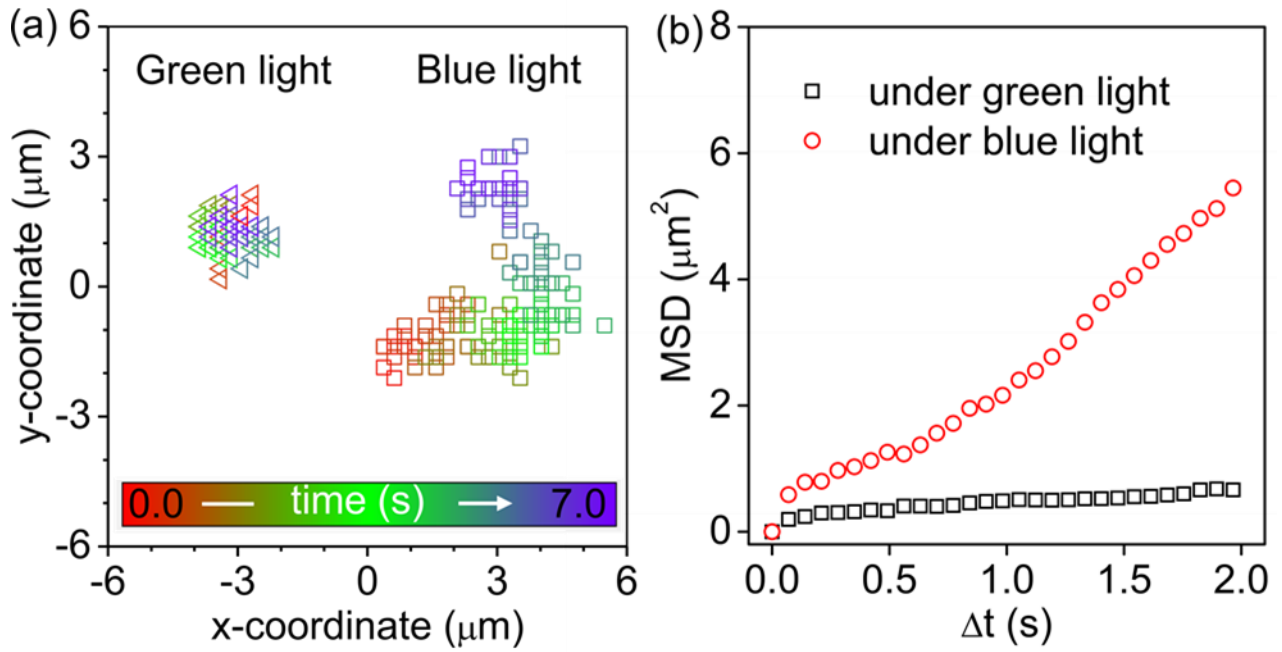 (a)
6
3
0
-3
-6
y-coordinate (μm)
Green light
Blue light
0.0 — time (s) → 7.0
-6 -3 0 3 6
x-coordinate (μm)
(b)
8
6
4
2
0
MSD (μm²)
under green light
under blue light
0.0 0.5 1.0 1.5 2.0
Δt (s)